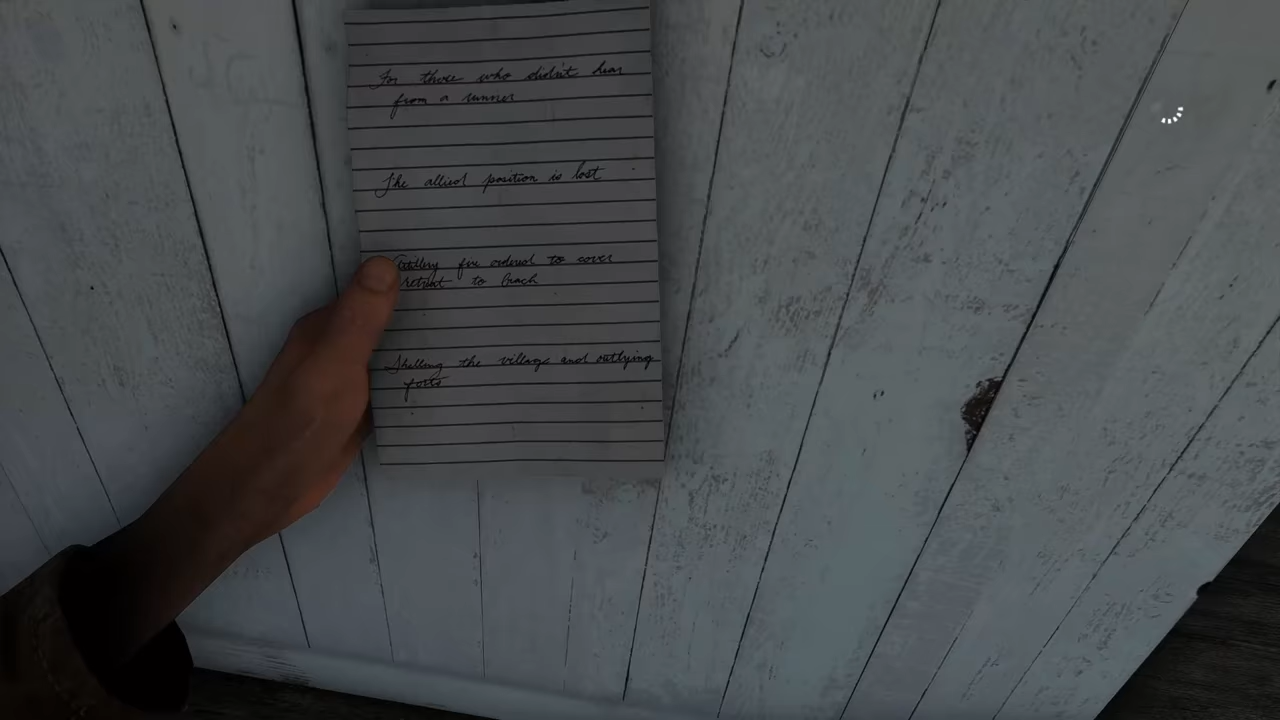 For those who didn't hear
from a runner
The allied position is lost
Artillery fire ordered to cover
retreat to beach
Shelling the village and outlying
forts